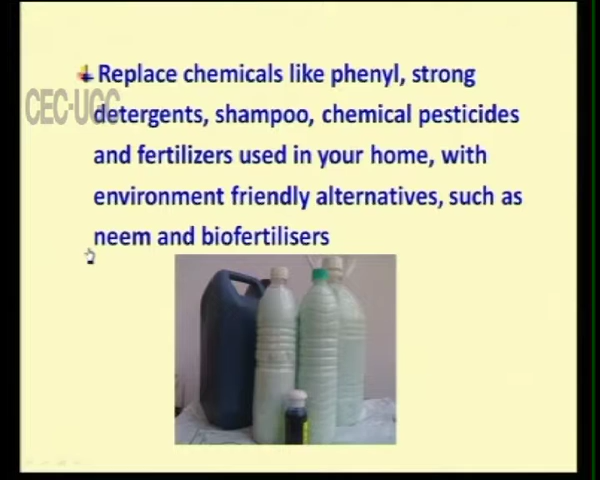 Replace chemicals like phenyl, strong
CEC-UGC
detergents, shampoo, chemical pesticides
and fertilizers used in your home, with
environment friendly alternatives, such as
neem and biofertilisers